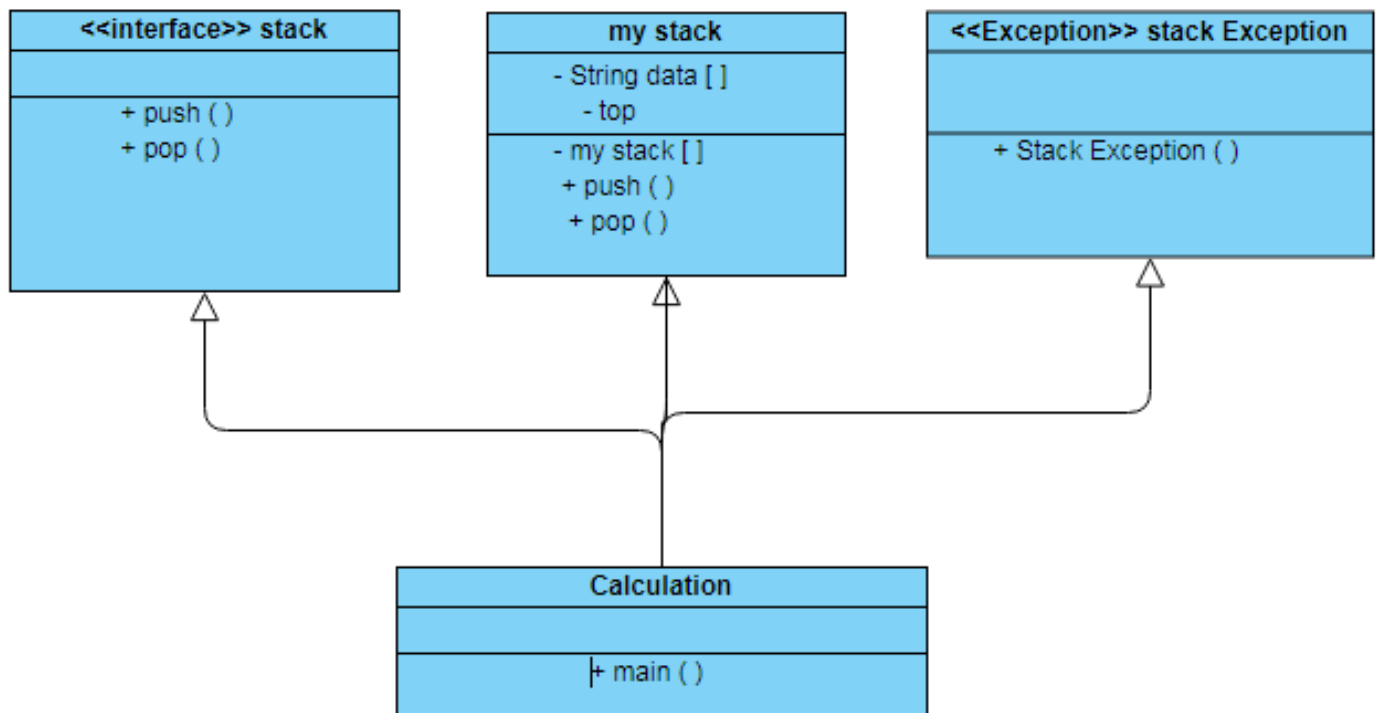 <<interface>> stack
+ push ( )
+ pop ( )
my stack
- String data [ ]
- top
- my stack [ ]
+ push ( )
+ pop ( )
<<Exception>> stack Exception
+ Stack Exception ( )
Calculation
+ main ( )